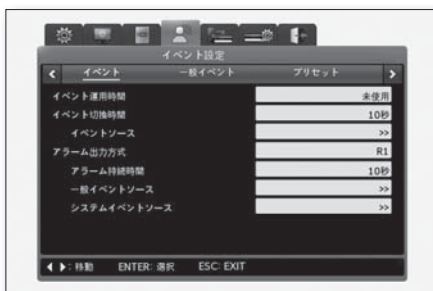 イベント設定
イベント 一般イベント プリセット
イベント運用時間 未使用
イベント切換時間 10秒
イベントソース >>
アラーム出力方式 R1
アラーム持続時間 10秒
一般イベントソース >>
システムイベントソース >>
: 移動 ENTER: 選択 ESC: EXIT